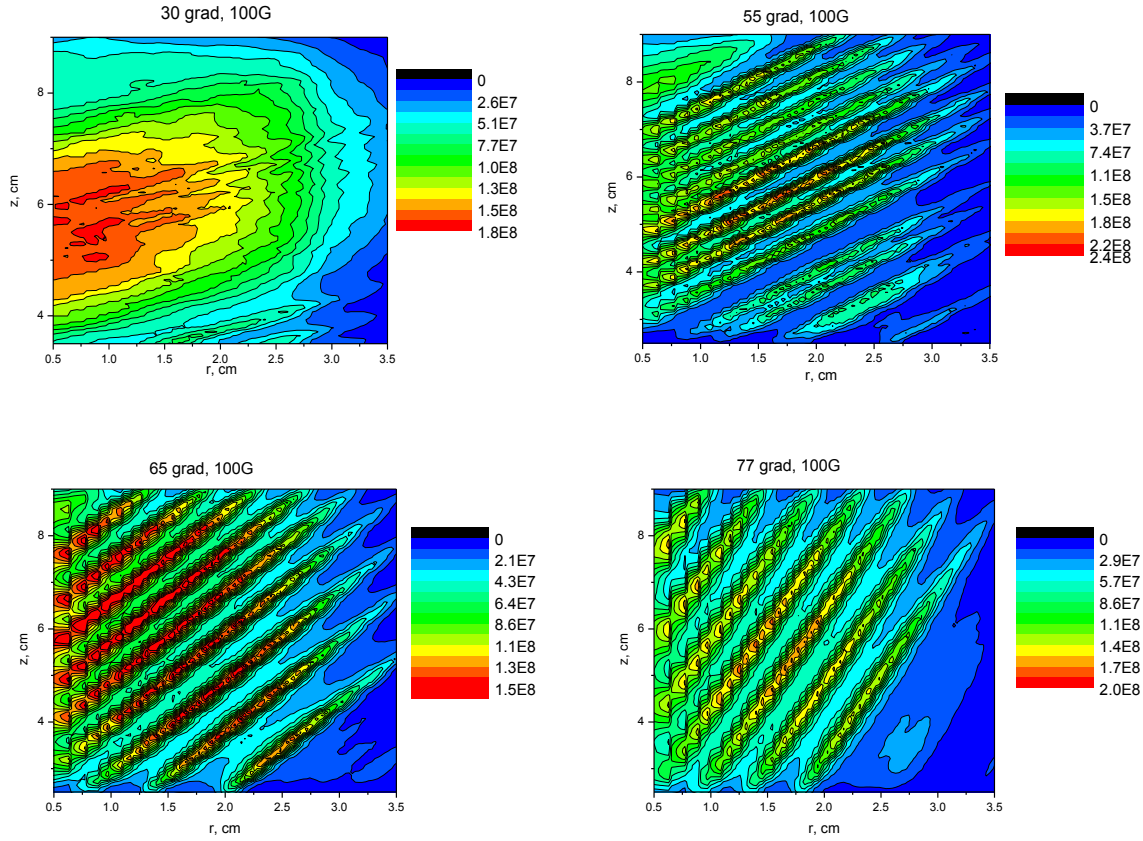 30 grad, 100G
z, cm
8
6
4
0.5 1.0 1.5 2.0 2.5 3.0 3.5
r, cm
0
2.6E7
5.1E7
7.7E7
1.0E8
1.3E8
1.5E8
1.8E8
55 grad, 100G
z, cm
8
6
4
0.5 1.0 1.5 2.0 2.5 3.0 3.5
r, cm
0
3.7E7
7.4E7
1.1E8
1.5E8
1.8E8
2.2E8
2.4E8
65 grad, 100G
z, cm
8
6
4
0.5 1.0 1.5 2.0 2.5 3.0 3.5
r, cm
0
2.1E7
4.3E7
6.4E7
8.6E7
1.1E8
1.3E8
1.5E8
77 grad, 100G
z, cm
8
6
4
0.5 1.0 1.5 2.0 2.5 3.0 3.5
r, cm
0
2.9E7
5.7E7
8.6E7
1.1E8
1.4E8
1.7E8
2.0E8